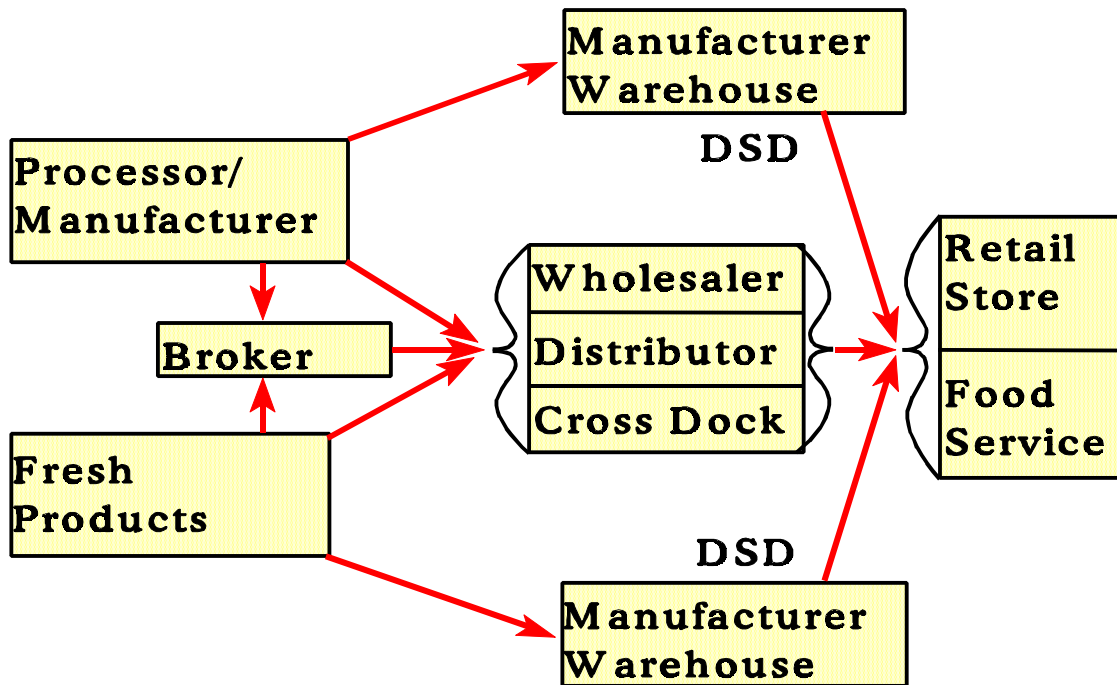 Manufacturer
Warehouse
DSD
Processor/
Manufacturer
Retail
Store
Wholesaler
Distributor
Cross Dock
Broker
Food
Service
Fresh
Products
DSD
Manufacturer
Warehouse